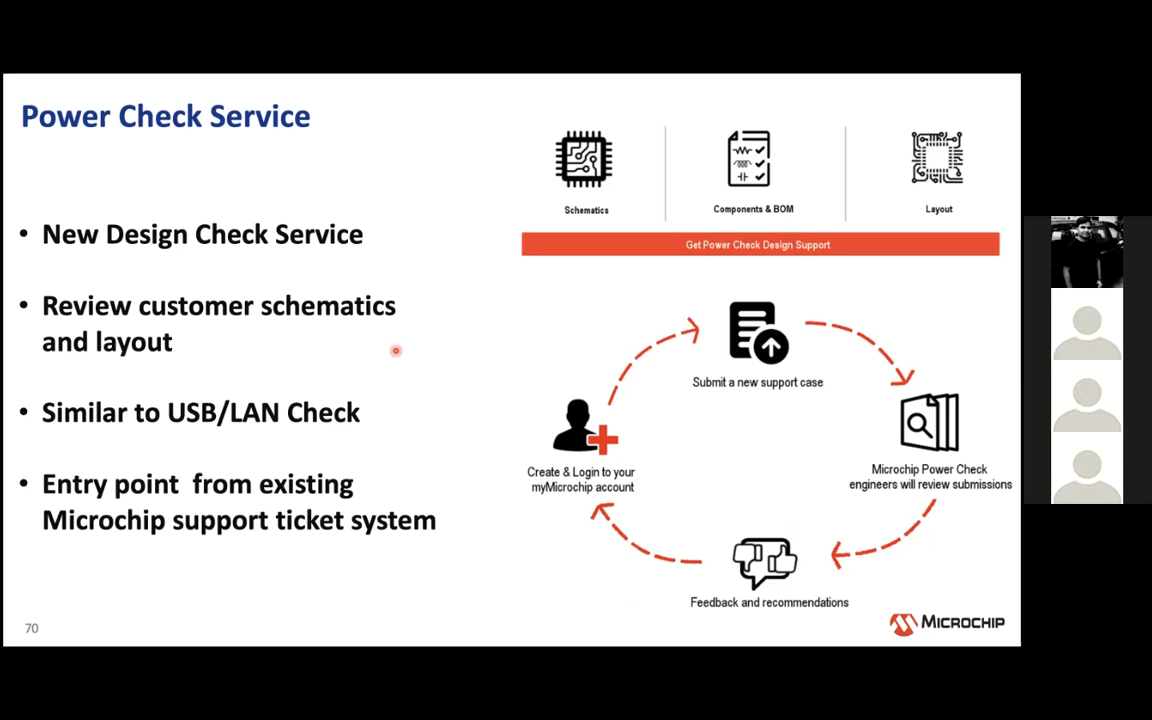 Power Check Service
• New Design Check Service
• Review customer schematics
and layout
• Similar to USB/LAN Check
• Entry point from existing
Microchip support ticket system
Schematics
Components & BOM
Layout
Get Power Check Design Support
Submit a new support case
Microchip Power Check
engineers will review submissions
Feedback and recommendations
Create & Login to your
myMicrochip account
70
MICROCHIP